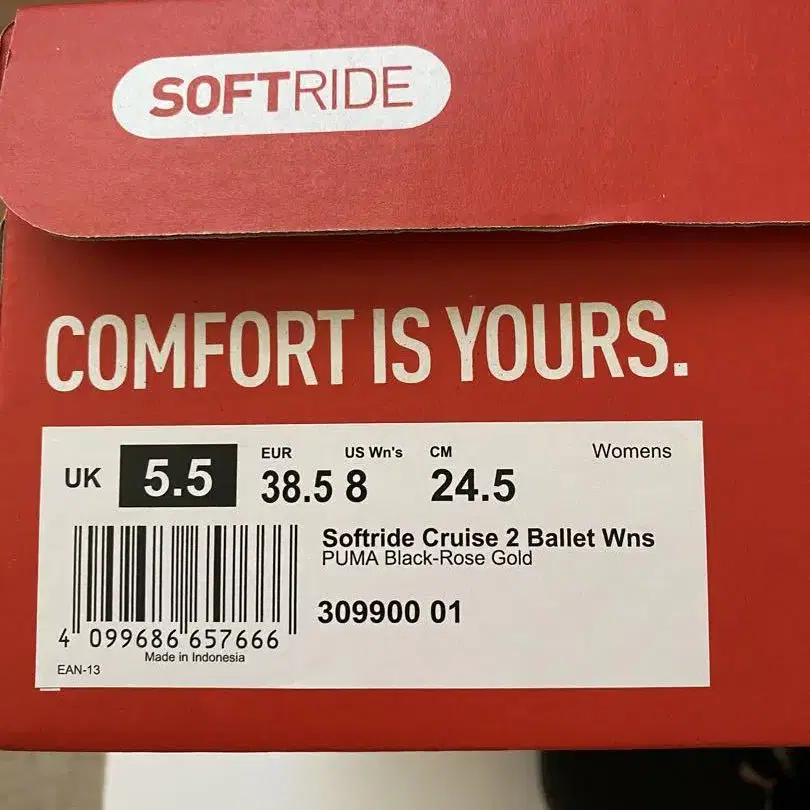 SOFTRIDE
COMFORT IS YOURS.
UK 5.5
EUR US Wn's CM Womens
38.5 8 24.5
Softride Cruise 2 Ballet Wns
PUMA Black-Rose Gold
309900 01
4 099686 657666
Made in Indonesia
EAN-13